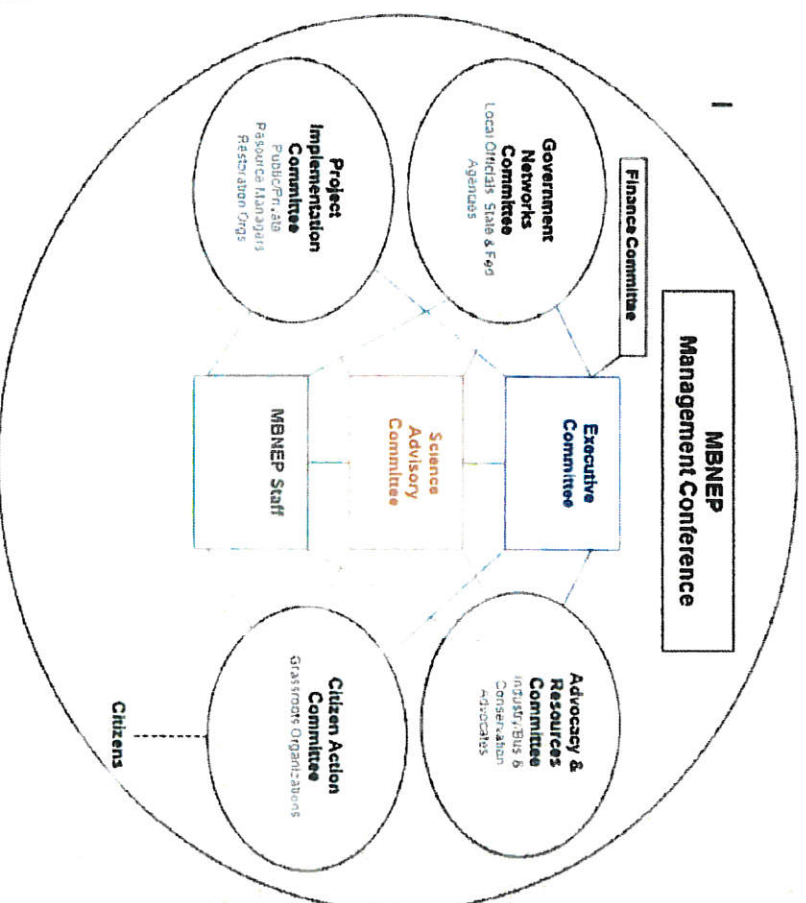 MBNEP
Management Conference
Finance Committee
Government
Networks
Committee
Local Officials, State & Fed
Agencies
Executive
Committee
Advocacy &
Resources
Committee
Industry/Bus &
Conservation
Advocates
Science
Advisory
Committee
Project
Implementation
Committee
Public/Private
Resource Managers
Restoration Orgs
MBNEP Staff
Citizen Action
Committee
Grassroots Organizations
Citizens